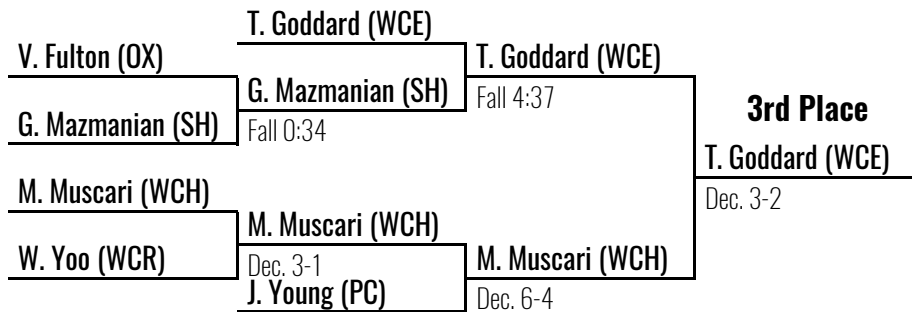 T. Goddard (WCE)
V. Fulton (OX)
T. Goddard (WCE)
G. Mazmanian (SH)
Fall 4:37
3rd Place
G. Mazmanian (SH)
Fall 0:34
T. Goddard (WCE)
M. Muscari (WCH)
Dec. 3-2
M. Muscari (WCH)
W. Yoo (WCR)
Dec. 3-1
M. Muscari (WCH)
J. Young (PC)
Dec. 6-4